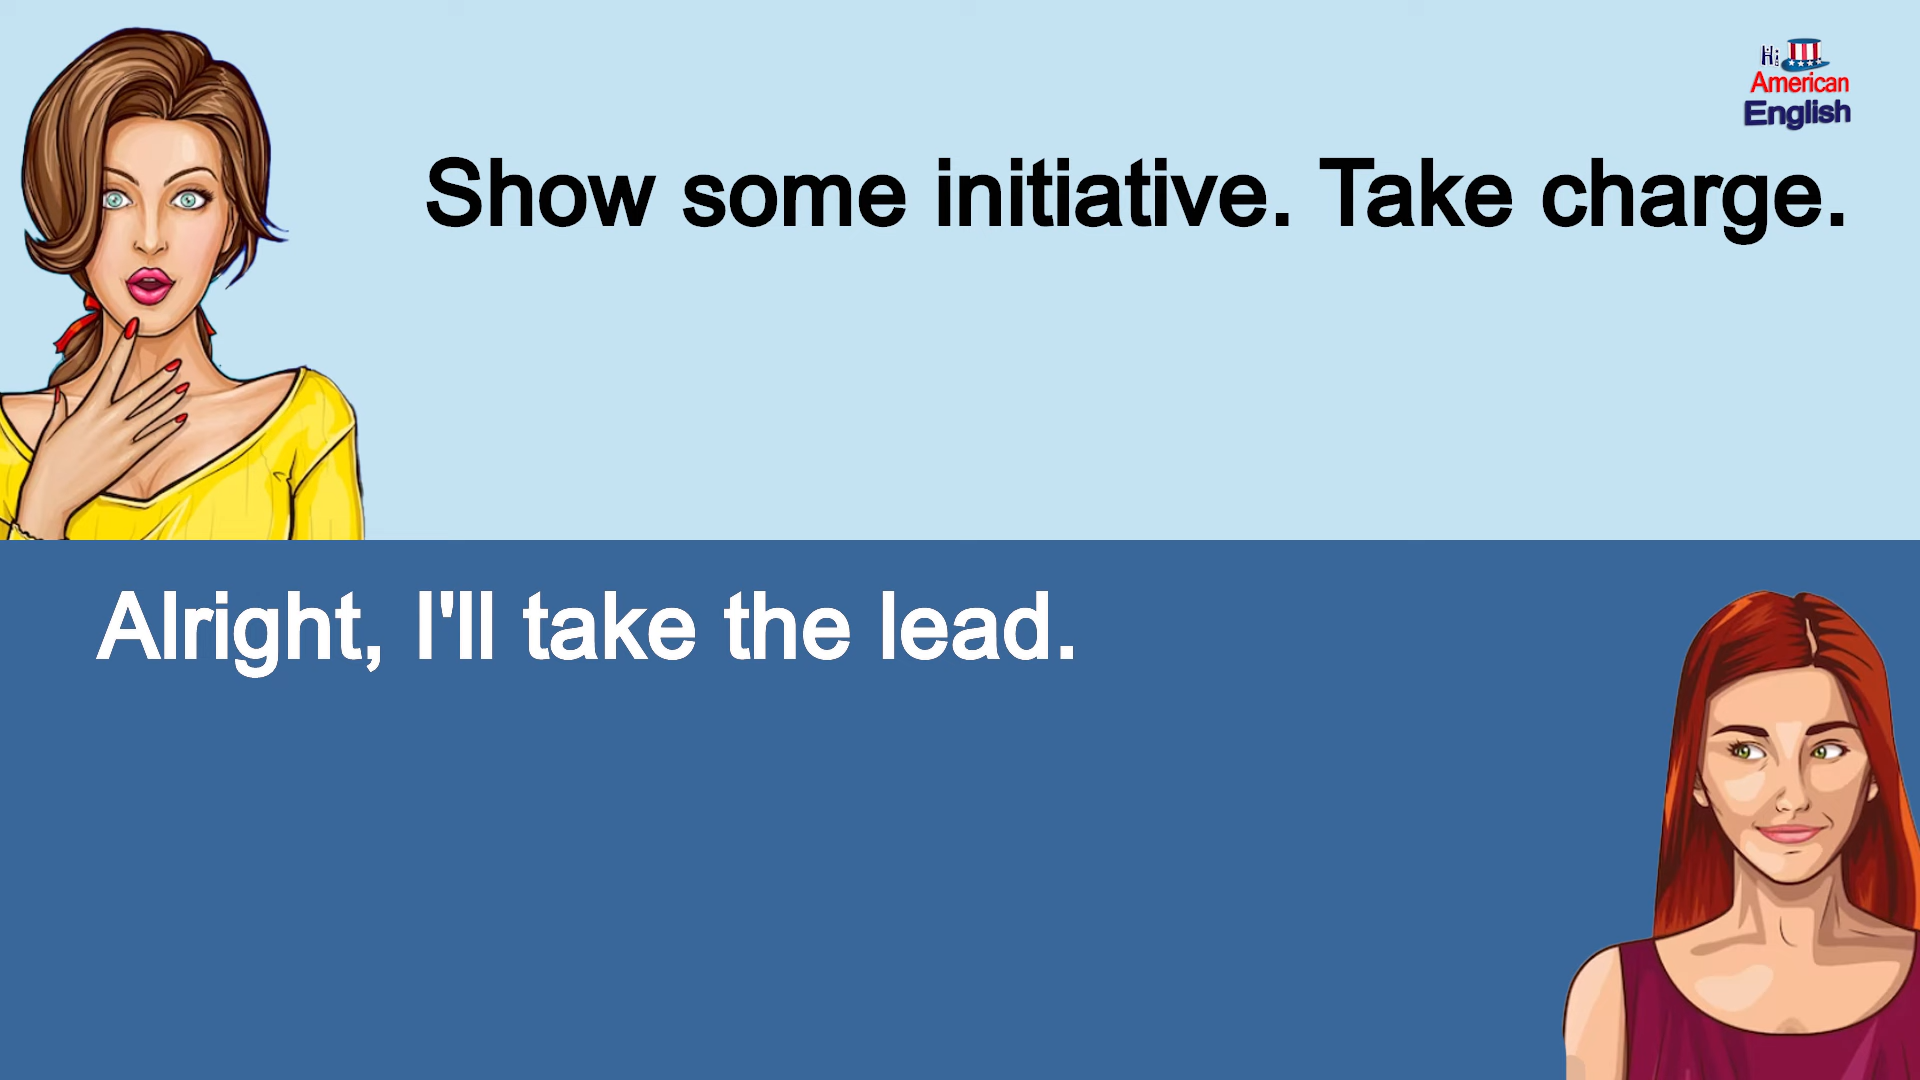 Hi
American
English
Show some initiative. Take charge.
Alright, I'll take the lead.